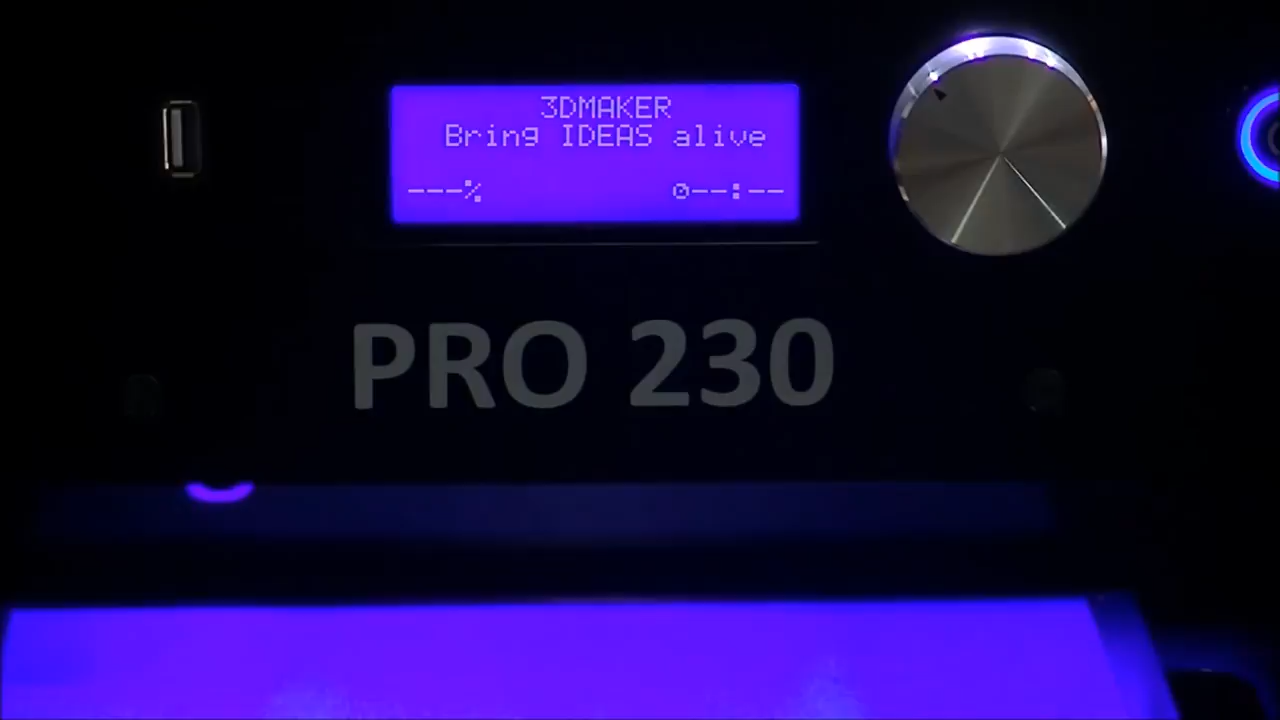 3DMAKER
Bring IDEAS alive
---% ⊙--:--
PRO 230